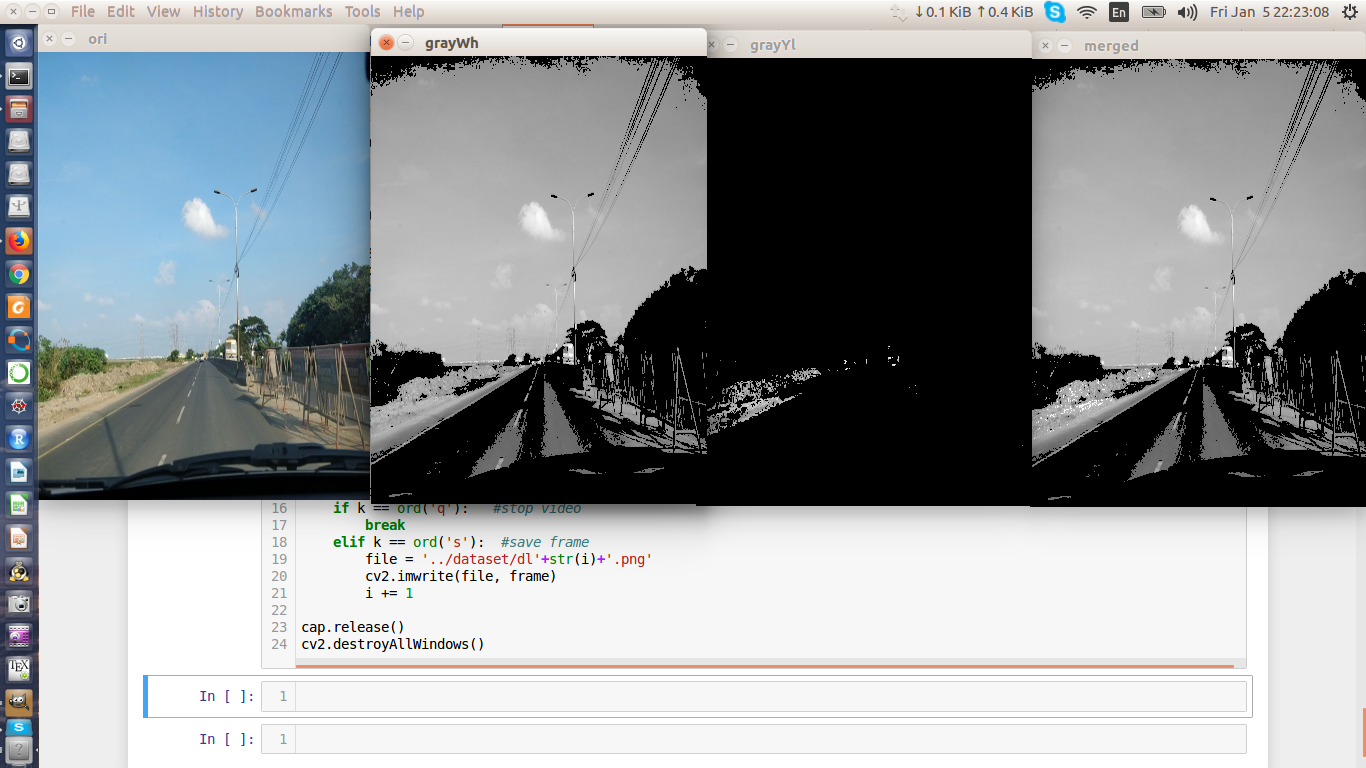 File Edit View History Bookmarks Tools Help ↓0.1 KiB ↑0.4 KiB En Fri Jan 5 22:23:08
ori
grayWh
grayYl
merged
16 if k == ord('q'): #stop video
17 break
18 elif k == ord('s'): #save frame
19 file = '../dataset/dl'+str(i)+'.png'
20 cv2.imwrite(file, frame)
21 i += 1
22
23 cap.release()
24 cv2.destroyAllWindows()
In [ ]: 1
In [ ]: 1
R
TEX
S
?